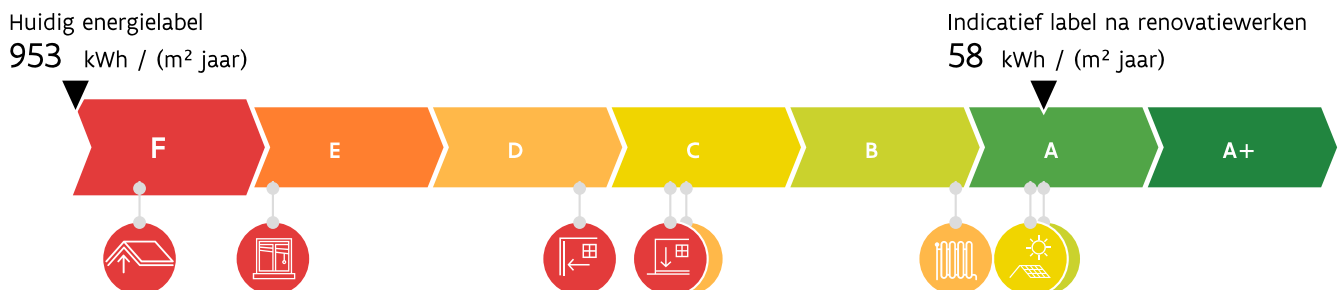 Huidig energielabel
953 kWh / (m² jaar)
Indicatief label na renovatiewerken
58 kWh / (m² jaar)
F E D C B A A+